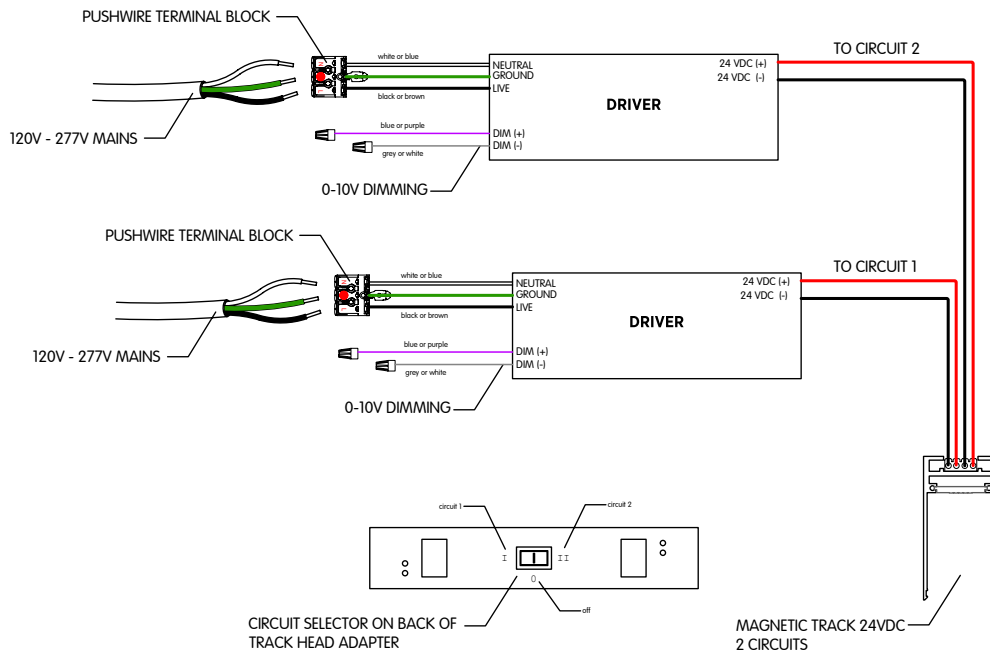 PUSHWIRE TERMINAL BLOCK
120V - 277V MAINS
white or blue
black or brown
blue or purple
grey or white
0-10V DIMMING
NEUTRAL
GROUND
LIVE
DIM (+)
DIM (-)
DRIVER
24 VDC (+)
24 VDC (-)
TO CIRCUIT 2
PUSHWIRE TERMINAL BLOCK
120V - 277V MAINS
white or blue
black or brown
blue or purple
grey or white
0-10V DIMMING
NEUTRAL
GROUND
LIVE
DIM (+)
DIM (-)
DRIVER
24 VDC (+)
24 VDC (-)
TO CIRCUIT 1
circuit 1
circuit 2
I
II
0
off
CIRCUIT SELECTOR ON BACK OF
TRACK HEAD ADAPTER
MAGNETIC TRACK 24VDC
2 CIRCUITS